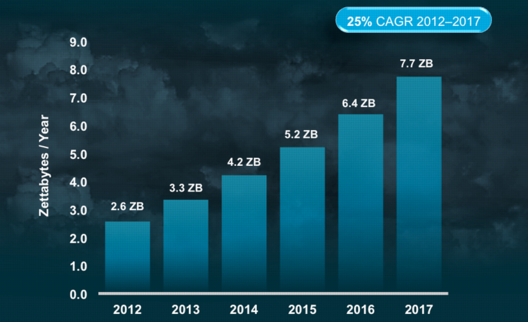 25% CAGR 2012–2017
9.0
8.0
7.0
6.0
5.0
4.0
3.0
2.0
1.0
0.0
Zettabytes / Year
2.6 ZB
3.3 ZB
4.2 ZB
5.2 ZB
6.4 ZB
7.7 ZB
2012 2013 2014 2015 2016 2017